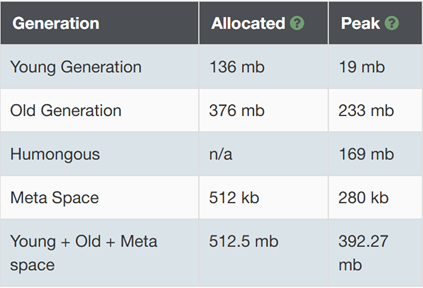 Generation Allocated ? Peak ?
Young Generation 136 mb 19 mb
Old Generation 376 mb 233 mb
Humongous n/a 169 mb
Meta Space 512 kb 280 kb
Young + Old + Meta 512.5 mb 392.27
space mb